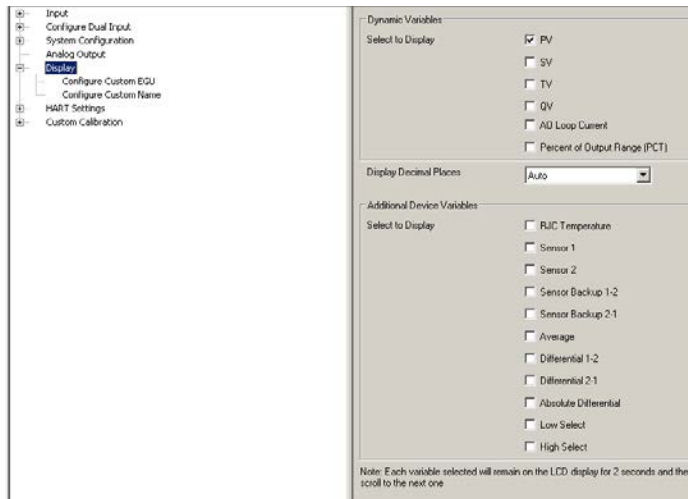 Input
Configure Dual Input
System Configuration
Analog Output
Display
Configure Custom EGU
Configure Custom Name
HART Settings
Custom Calibration
Dynamic Variables
Select to Display
PV
SV
TV
QV
AO Loop Current
Percent of Output Range (PCT)
Display Decimal Places
Auto
Additional Device Variables
Select to Display
RJC Temperature
Sensor 1
Sensor 2
Sensor Backup 1-2
Sensor Backup 2-1
Average
Differential 1-2
Differential 2-1
Absolute Differential
Low Select
High Select
Note: Each variable selected will remain on the LCD display for 2 seconds and the
scroll to the next one